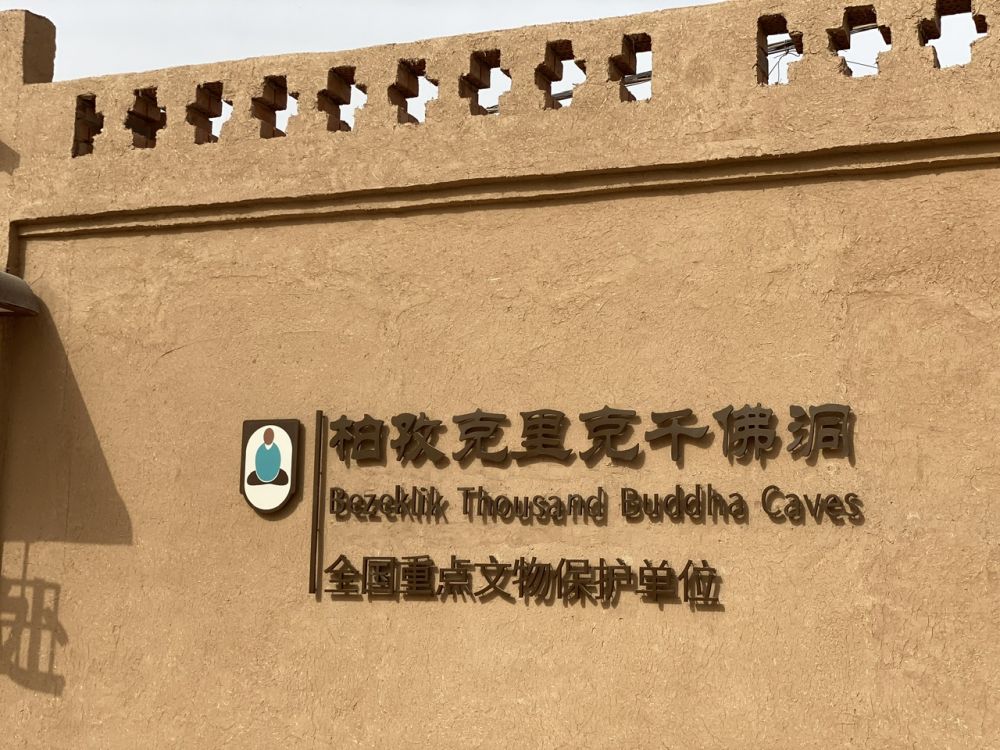 柏孜克里克千佛洞
Bezeklik Thousand Buddha Caves
全国重点文物保护单位